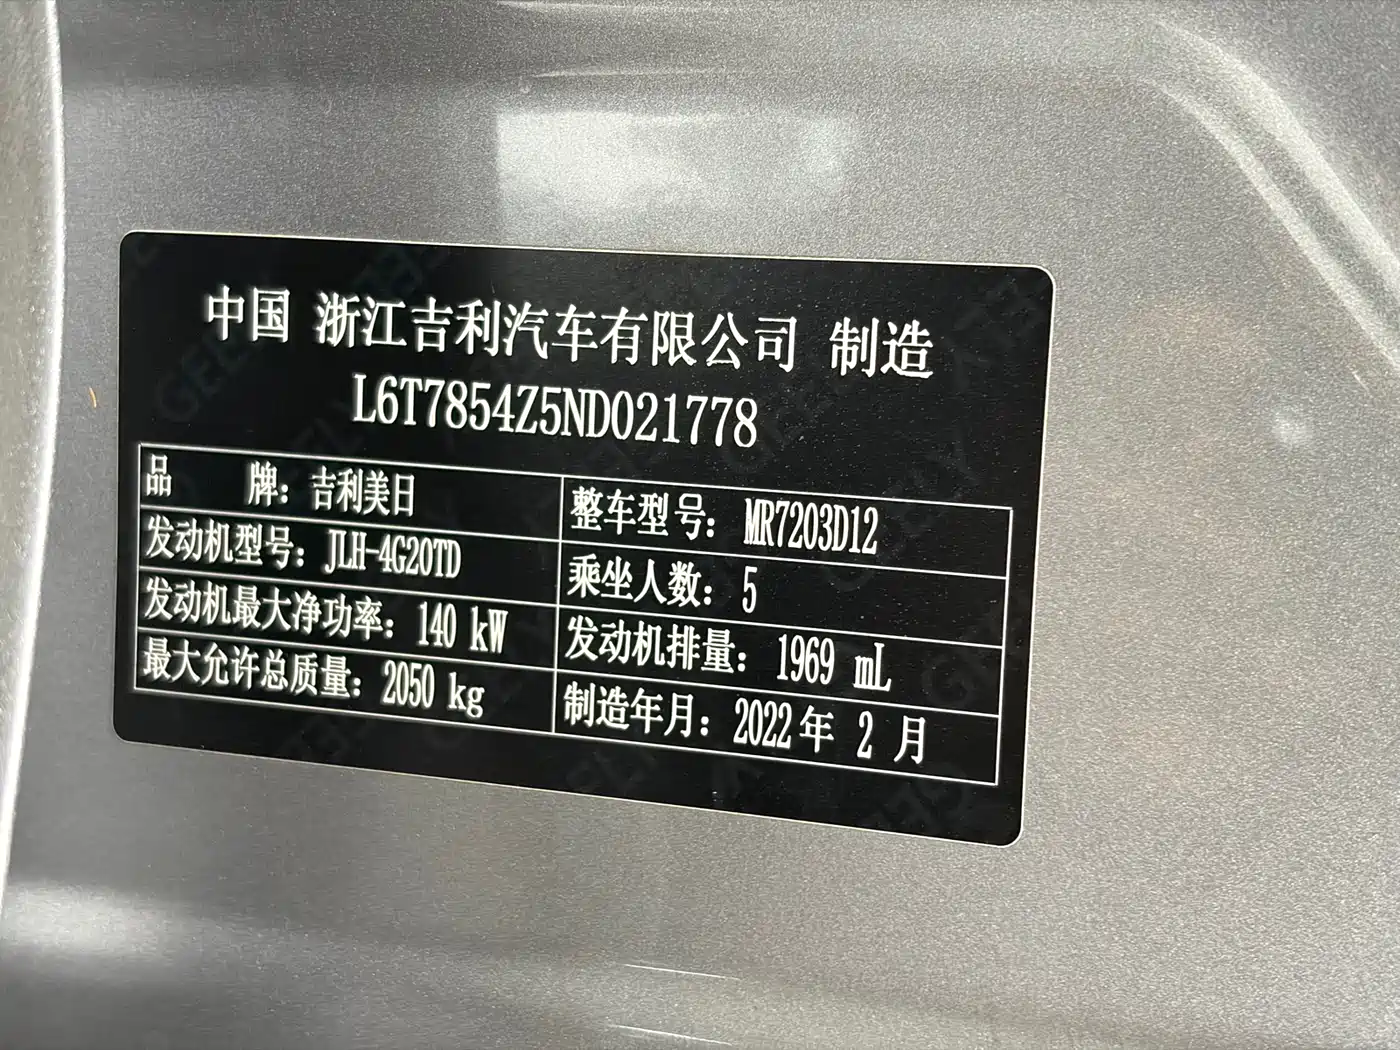 中国 浙江吉利汽车有限公司 制造
L6T7854Z5ND021778
品 牌：吉利美日 整车型号：MR7203D12
发动机型号：JLH-4G20TD 乘坐人数：5
发动机最大净功率：140 kW 发动机排量：1969 mL
最大允许总质量：2050 kg 制造年月：2022年 2 月